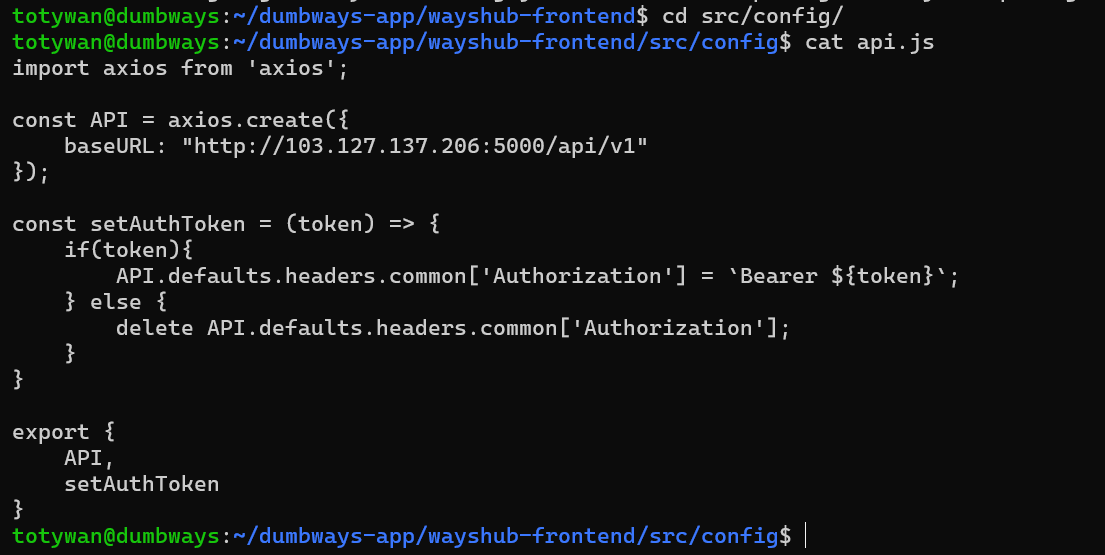 totywan@dumbways:~/dumbways-app/wayshub-frontend$ cd src/config/
totywan@dumbways:~/dumbways-app/wayshub-frontend/src/config$ cat api.js
import axios from 'axios';

const API = axios.create({
    baseURL: "http://103.127.137.206:5000/api/v1"
});

const setAuthToken = (token) => {
    if(token){
        API.defaults.headers.common['Authorization'] = `Bearer ${token}`;
    } else {
        delete API.defaults.headers.common['Authorization'];
    }
}

export {
    API,
    setAuthToken
}
totywan@dumbways:~/dumbways-app/wayshub-frontend/src/config$